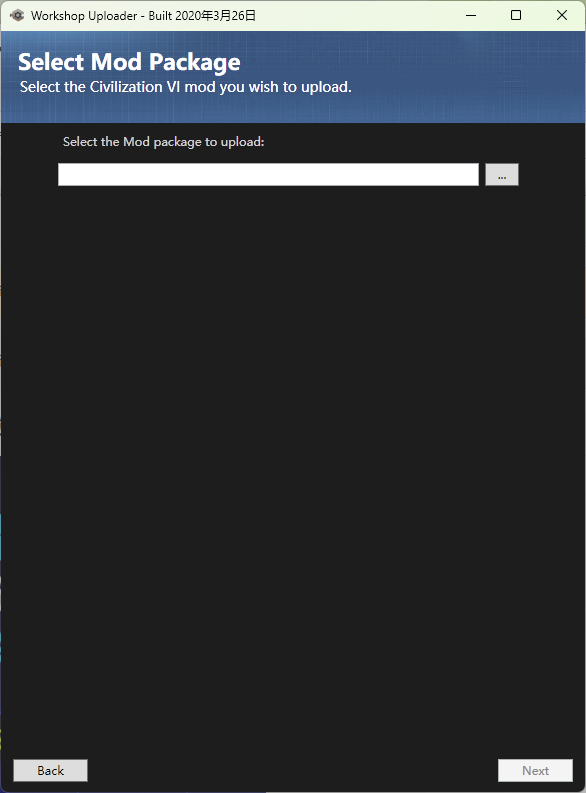 Workshop Uploader - Built 2020年3月26日
Select Mod Package
Select the Civilization VI mod you wish to upload.
Select the Mod package to upload:
...
Back
Next